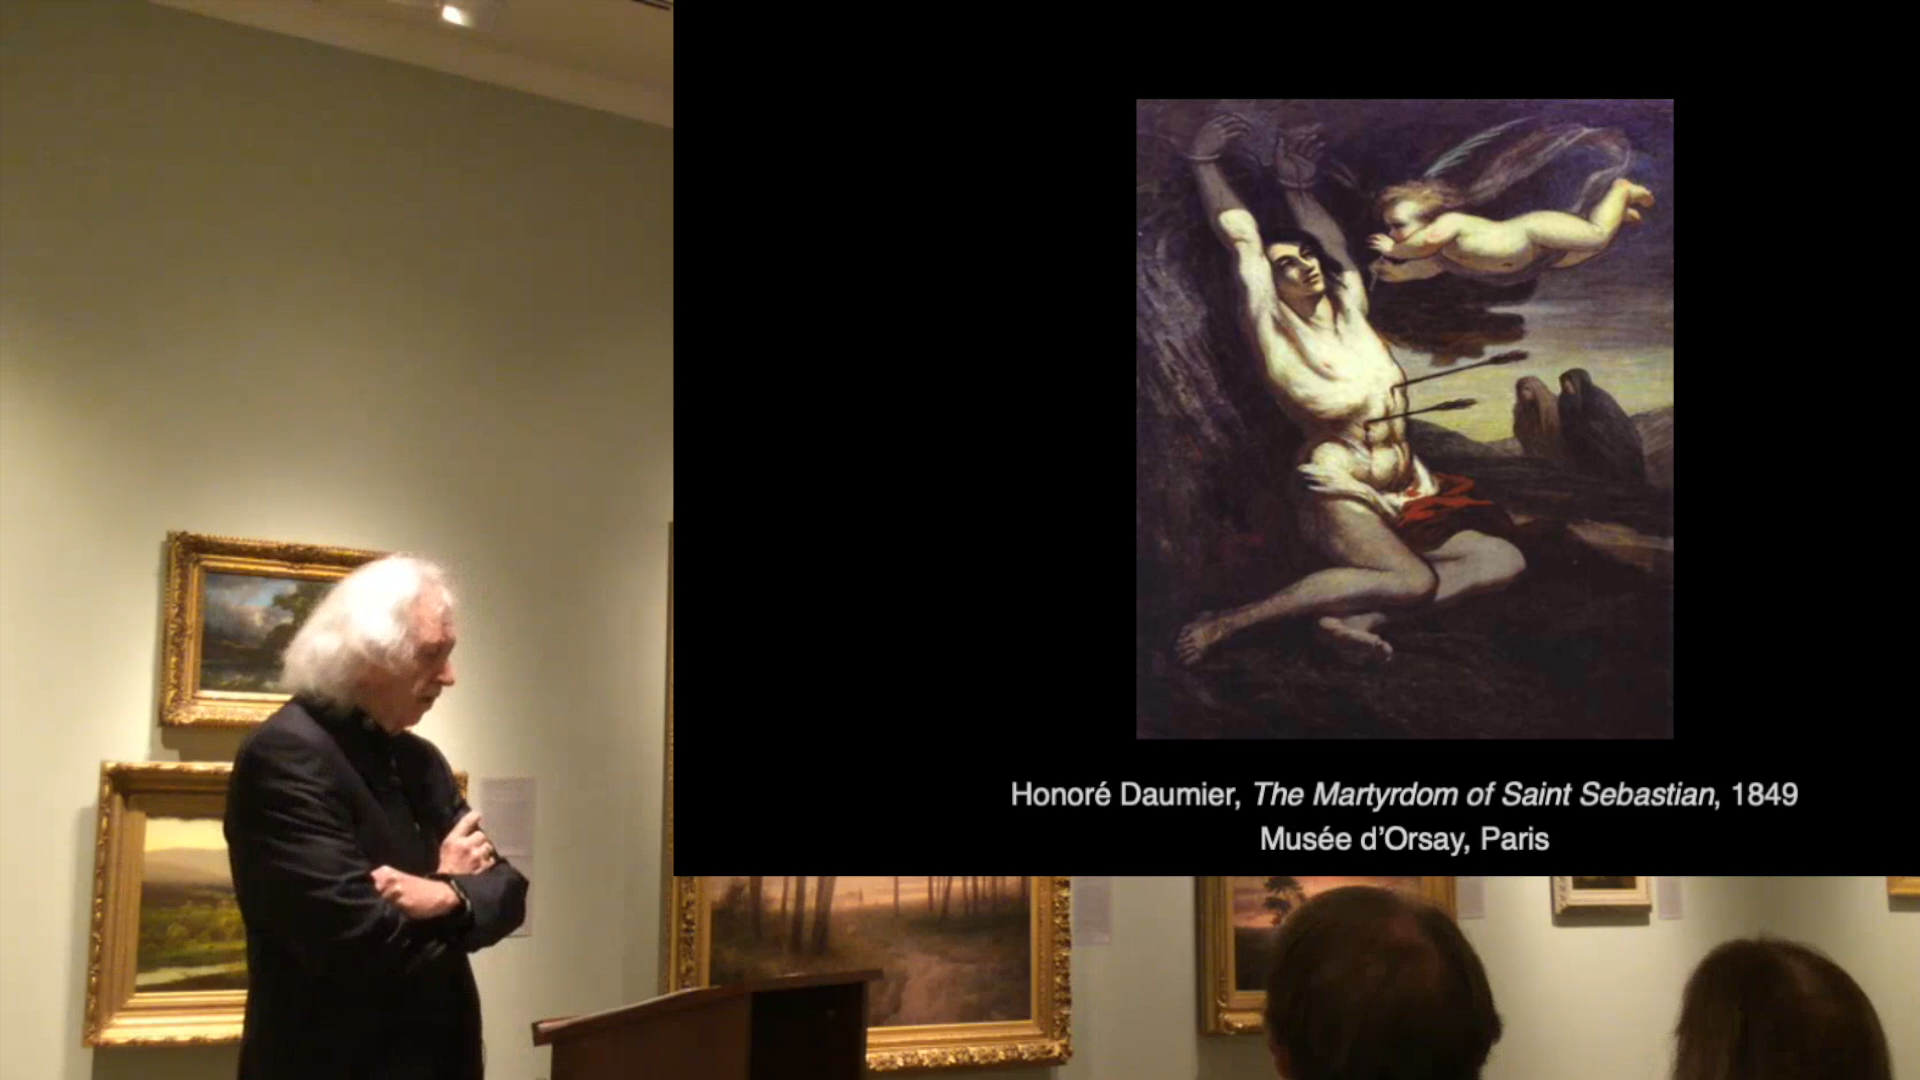 Honoré Daumier, The Martyrdom of Saint Sebastian, 1849
Musée d’Orsay, Paris